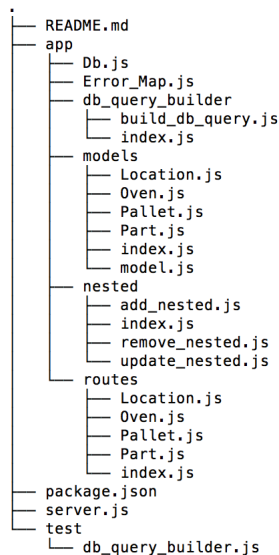 .
├── README.md
├── app
│   ├── Db.js
│   ├── Error_Map.js
│   ├── db_query_builder
│   │   ├── build_db_query.js
│   │   └── index.js
│   ├── models
│   │   ├── Location.js
│   │   ├── Oven.js
│   │   ├── Pallet.js
│   │   ├── Part.js
│   │   ├── index.js
│   │   └── model.js
│   ├── nested
│   │   ├── add_nested.js
│   │   ├── index.js
│   │   ├── remove_nested.js
│   │   └── update_nested.js
│   └── routes
│       ├── Location.js
│       ├── Oven.js
│       ├── Pallet.js
│       ├── Part.js
│       └── index.js
├── package.json
├── server.js
└── test
    └── db_query_builder.js